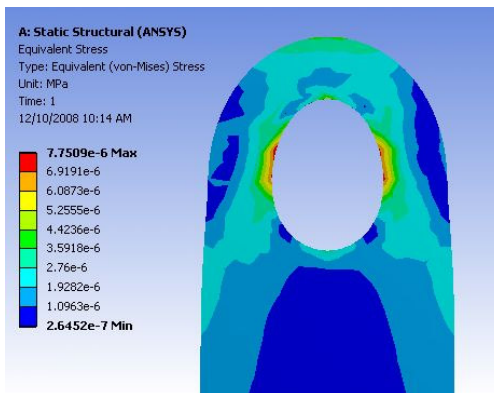 A: Static Structural (ANSYS)
Equivalent Stress
Type: Equivalent (von-Mises) Stress
Unit: MPa
Time: 1
12/10/2008 10:14 AM
7.7509e-6 Max
6.9191e-6
6.0873e-6
5.2555e-6
4.4236e-6
3.5918e-6
2.76e-6
1.9282e-6
1.0963e-6
2.6452e-7 Min